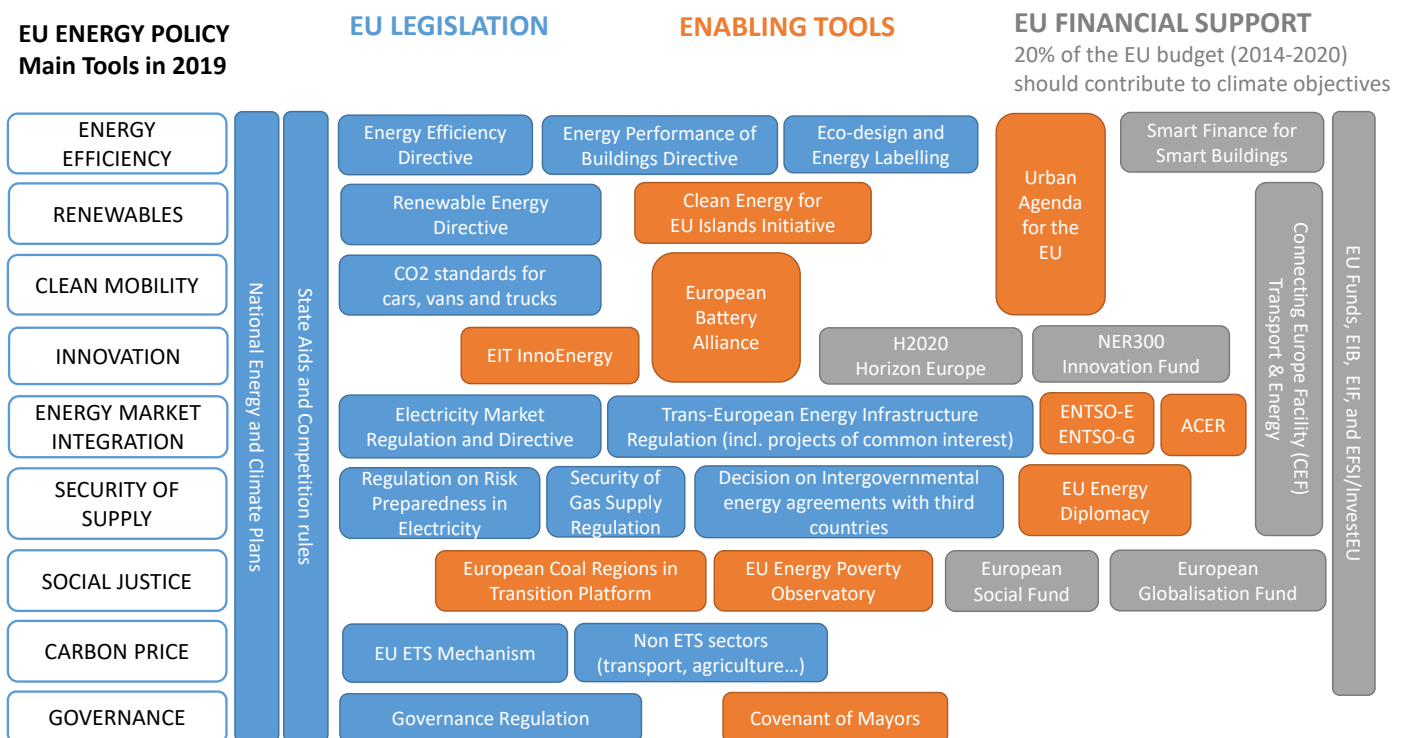 EU ENERGY POLICY
Main Tools in 2019
EU LEGISLATION
ENABLING TOOLS
EU FINANCIAL SUPPORT
20% of the EU budget (2014-2020)
should contribute to climate objectives
ENERGY
EFFICIENCY
Energy Efficiency
Directive
Energy Performance of
Buildings Directive
Eco-design and
Energy Labelling
Urban
Agenda
for the
EU
Smart Finance for
Smart Buildings
RENEWABLES
Renewable Energy
Directive
Clean Energy for
EU Islands Initiative
CLEAN MOBILITY
CO2 standards for
cars, vans and trucks
European
Battery
Alliance
INNOVATION
EIT InnoEnergy
H2020
Horizon Europe
NER300
Innovation Fund
ENERGY MARKET
INTEGRATION
Electricity Market
Regulation and Directive
Trans-European Energy Infrastructure
Regulation (incl. projects of common interest)
ENTSO-E
ENTSO-G
ACER
SECURITY OF
SUPPLY
Regulation on Risk
Preparedness in
Electricity
Security of
Gas Supply
Regulation
Decision on Intergovernmental
energy agreements with third
countries
EU Energy
Diplomacy
SOCIAL JUSTICE
European Coal Regions in
Transition Platform
EU Energy Poverty
Observatory
European
Social Fund
European
Globalisation Fund
CARBON PRICE
EU ETS Mechanism
Non ETS sectors
(transport, agriculture…)
GOVERNANCE
Governance Regulation
Covenant of Mayors
National Energy and Climate Plans
State Aids and Competition rules
Connecting Europe Facility (CEF)
Transport & Energy
EU Funds, EIB, EIF, and EFSI/InvestEU